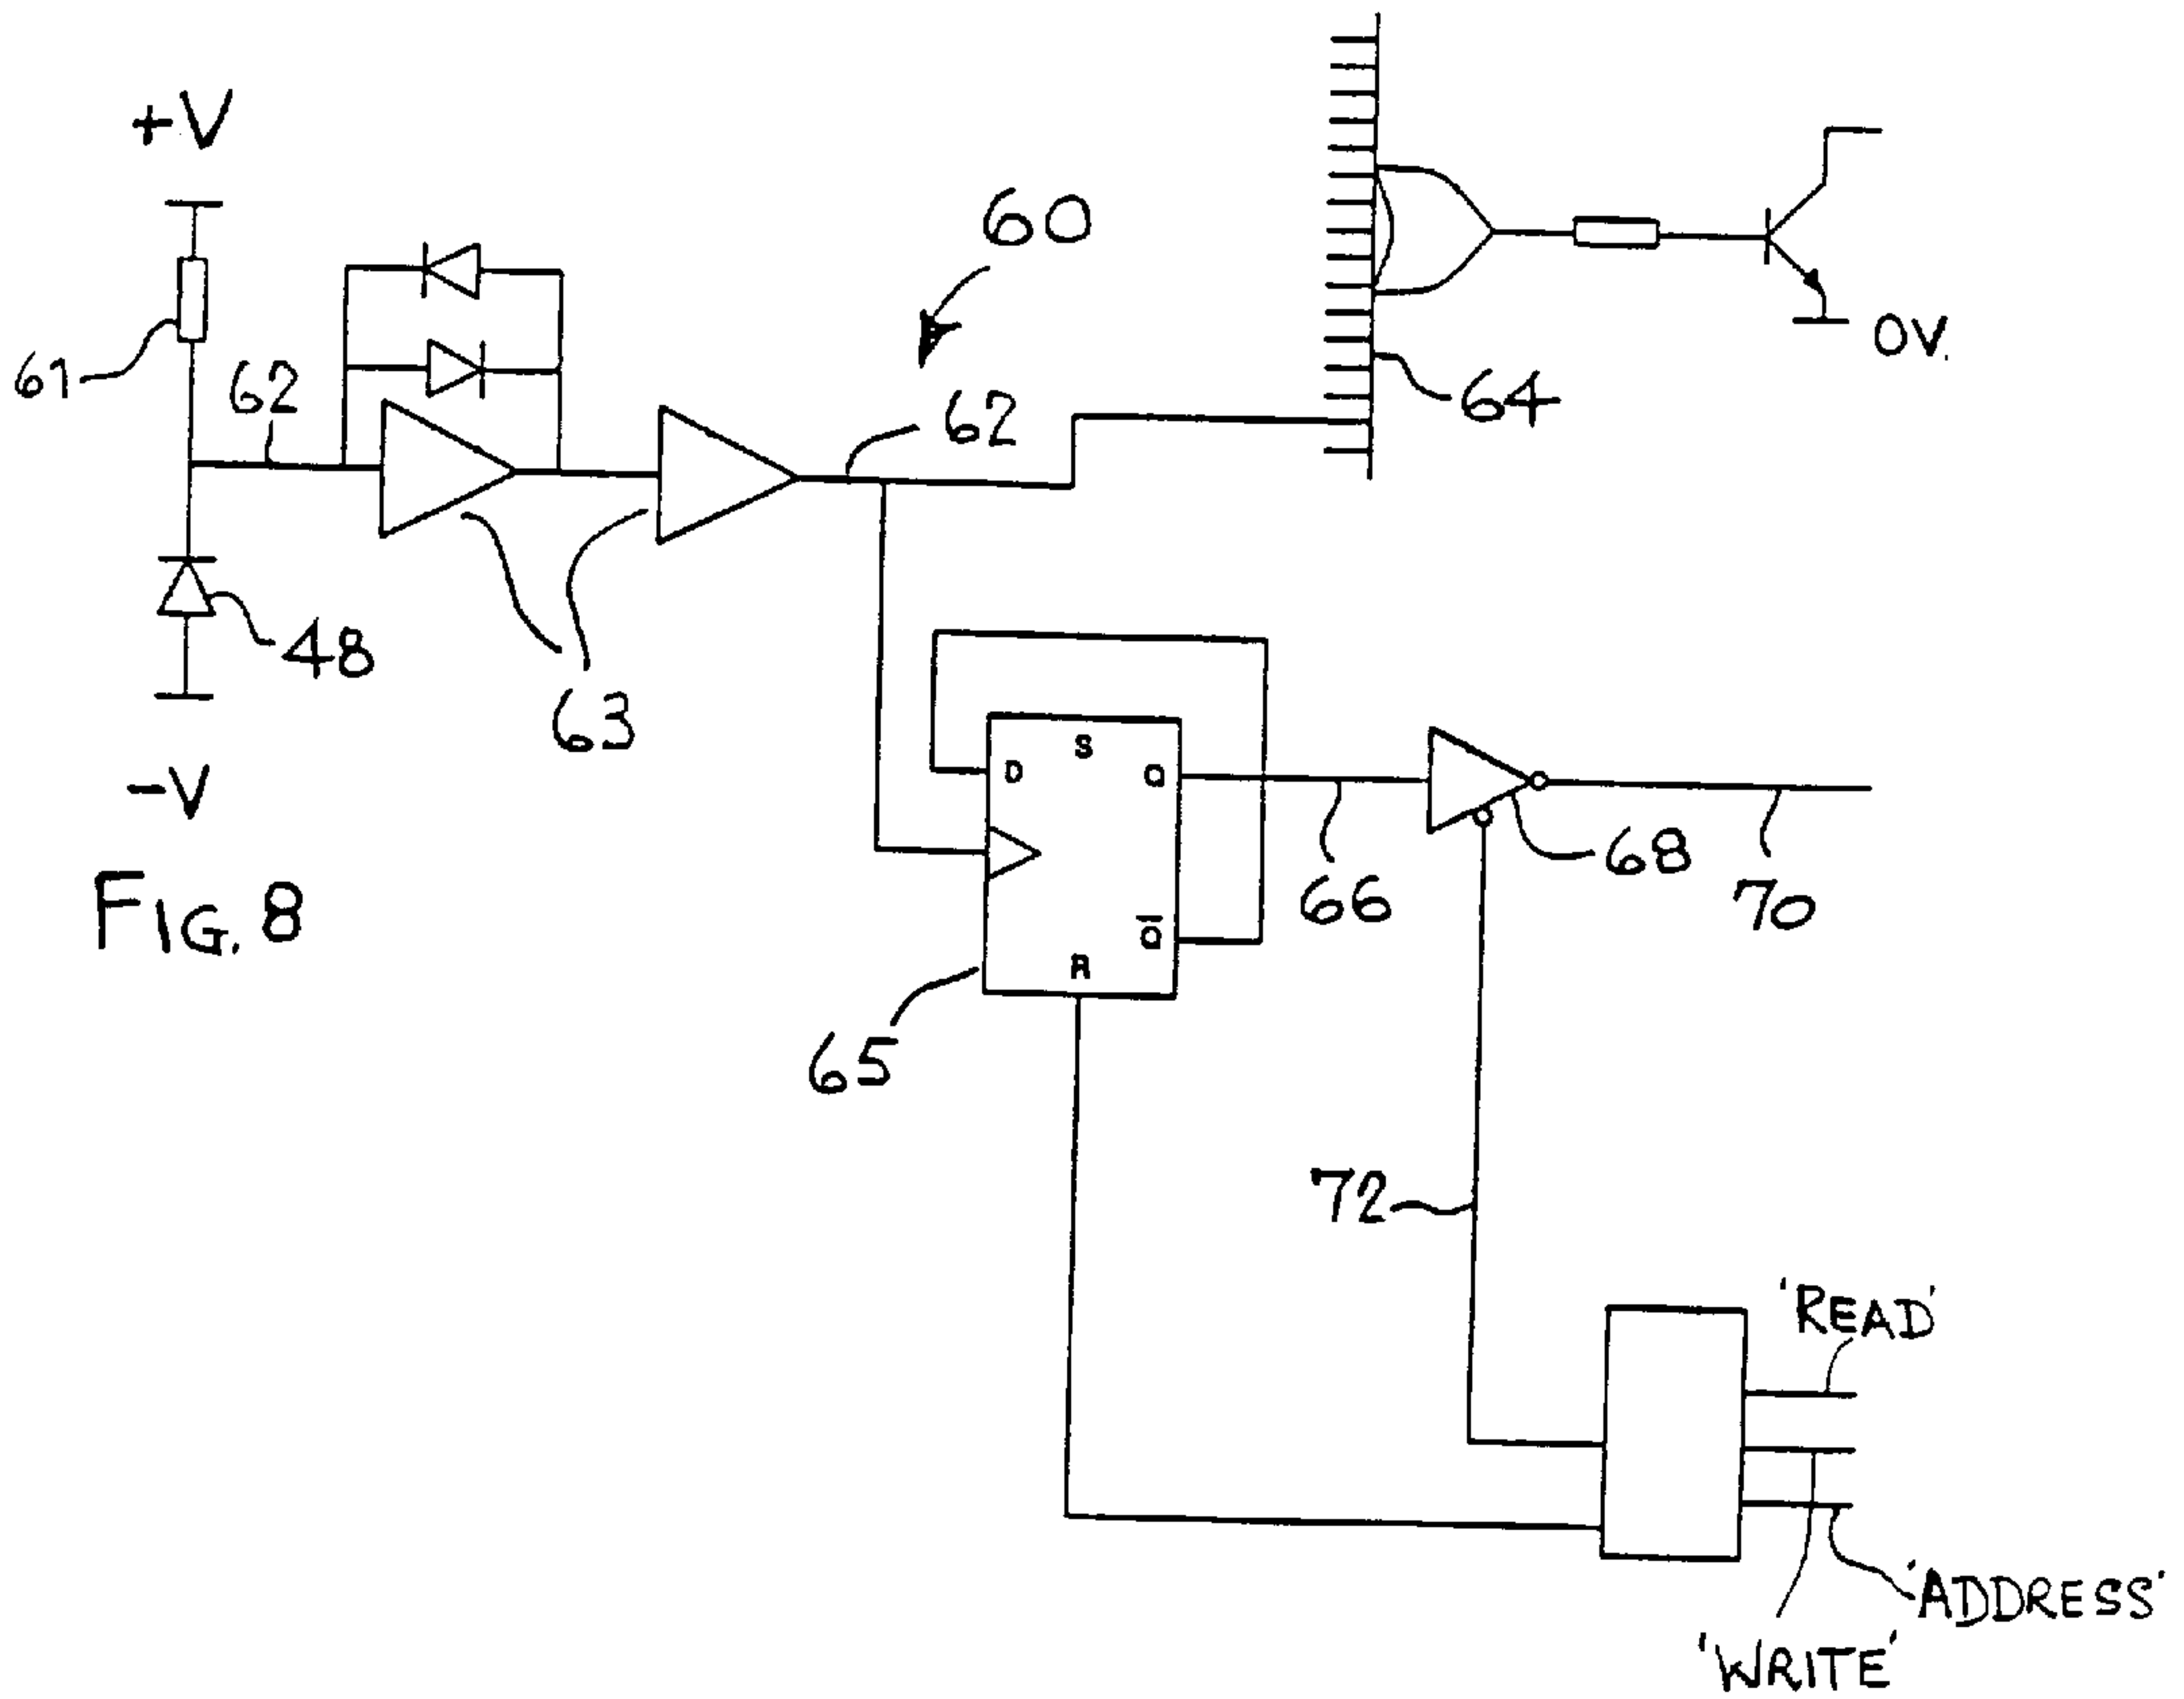 +V
60
61
62
62
64
0V.
48
63
-V
FIG. 8
S
D
Q
Q̅
R
66
68
70
65
72
'READ'
'ADDRESS'
'WRITE'